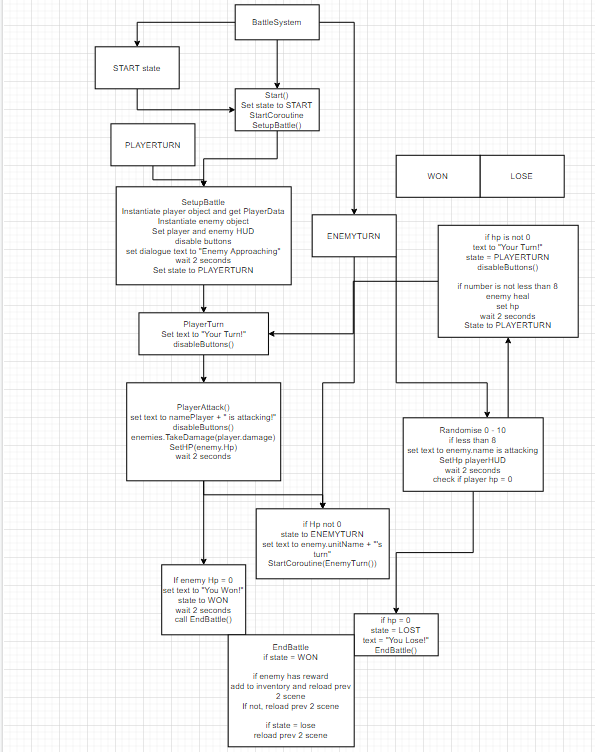 BattleSystem
START state
Start()
Set state to START
StartCoroutine
SetupBattle()
PLAYERTURN
WON
LOSE
SetupBattle
Instantiate player object and get PlayerData
Instantiate enemy object
Set player and enemy HUD
disable buttons
set dialogue text to "Enemy Approaching"
wait 2 seconds
Set state to PLAYERTURN
ENEMYTURN
if hp is not 0
text to "Your Turn!"
state = PLAYERTURN
disableButtons()
if number is not less than 8
enemy heal
set hp
wait 2 seconds
State to PLAYERTURN
PlayerTurn
Set text to "Your Turn!"
disableButtons()
PlayerAttack()
set text to namePlayer + " is attacking!"
disableButtons()
enemies.TakeDamage(player.damage)
SetHP(enemy.Hp)
wait 2 seconds
Randomise 0 - 10
if less than 8
set text to enemy.name is attacking
SetHp playerHUD
wait 2 seconds
check if player hp = 0
if Hp not 0
state to ENEMYTURN
set text to enemy.unitName + "'s
turn"
StartCoroutine(EnemyTurn())
If enemy Hp = 0
set text to "You Won!"
state to WON
wait 2 seconds
call EndBattle()
if hp = 0
state = LOST
text = "You Lose!"
EndBattle()
EndBattle
if state = WON
if enemy has reward
add to inventory and reload prev
2 scene
If not, reload prev 2 scene
if state = lose
reload prev 2 scene